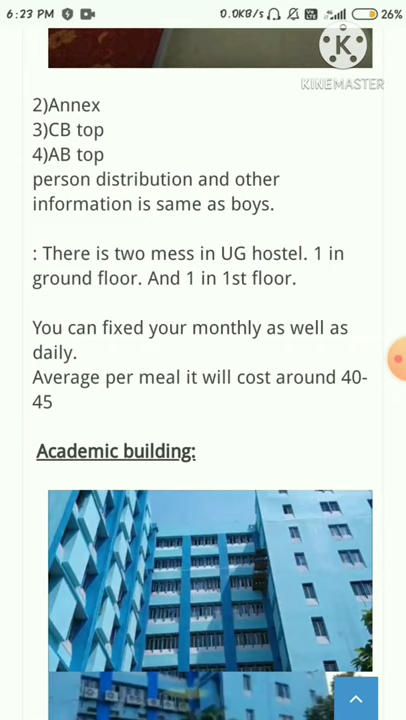 6:23 PM
0.0KB/s
26%
K
KINEMASTER
2)Annex
3)CB top
4)AB top
person distribution and other
information is same as boys.
: There is two mess in UG hostel. 1 in
ground floor. And 1 in 1st floor.
You can fixed your monthly as well as
daily.
Average per meal it will cost around 40-
45
Academic building: